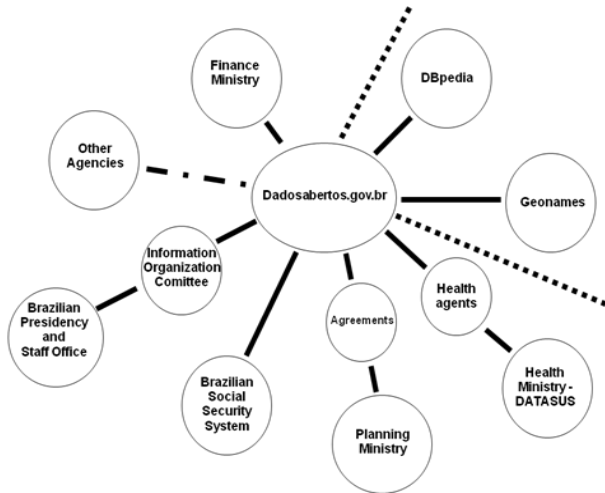 Finance
Ministry
DBpedia
Other
Agencies
Dadosabertos.gov.br
Geonames
Information
Organization
Comittee
Health
agents
Brazilian
Presidency
and
Staff Office
Agreements
Brazilian
Social
Security
System
Health
Ministry -
DATASUS
Planning
Ministry